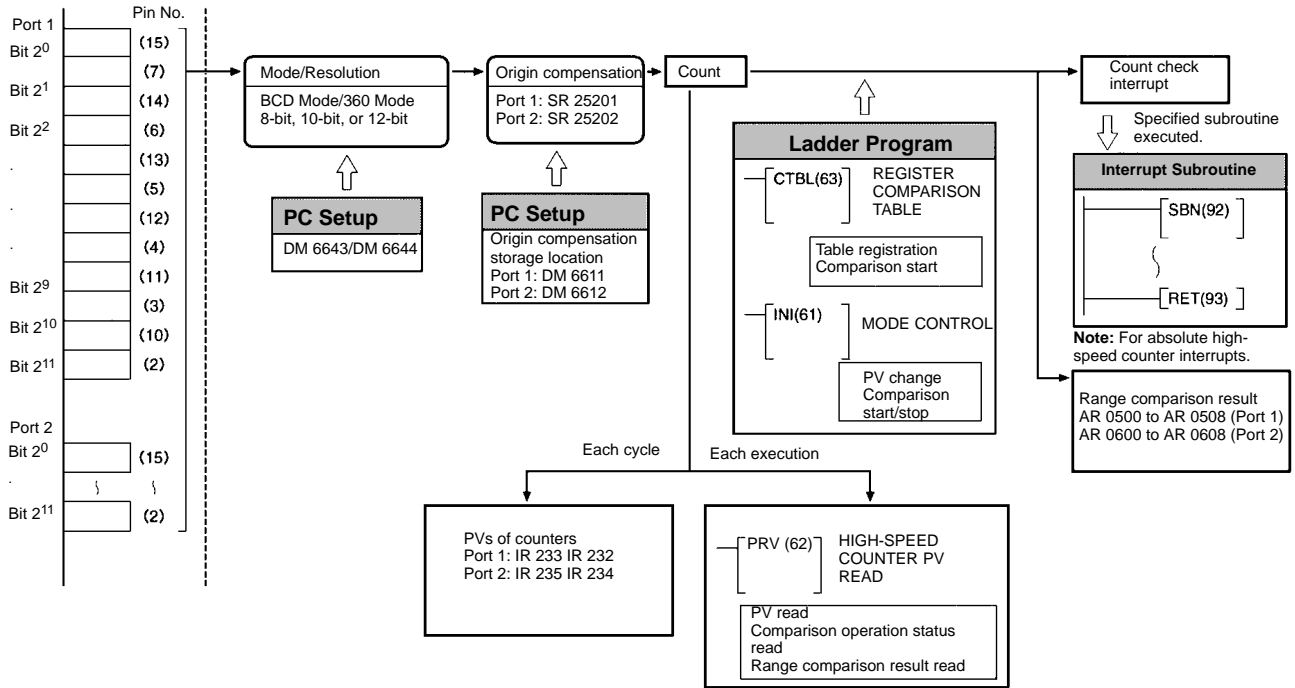 Pin No.
Port 1
Bit 2⁰
Bit 2¹
Bit 2²
.
.
.
Bit 2⁹
Bit 2¹⁰
Bit 2¹¹
(15)
(7)
(14)
(6)
(13)
(5)
(12)
(4)
(11)
(3)
(10)
(2)
Port 2
Bit 2⁰
.
Bit 2¹¹
(15)
(2)
Mode/Resolution
BCD Mode/360 Mode
8-bit, 10-bit, or 12-bit
PC Setup
DM 6643/DM 6644
Origin compensation
Port 1: SR 25201
Port 2: SR 25202
PC Setup
Origin compensation
storage location
Port 1: DM 6611
Port 2: DM 6612
Count
Ladder Program
CTBL(63)
REGISTER
COMPARISON
TABLE
Table registration
Comparison start
INI(61)
MODE CONTROL
PV change
Comparison
start/stop
Count check
interrupt
Specified subroutine
executed.
Interrupt Subroutine
SBN(92)
RET(93)
Note: For absolute high-
speed counter interrupts.
Range comparison result
AR 0500 to AR 0508 (Port 1)
AR 0600 to AR 0608 (Port 2)
Each cycle
Each execution
PVs of counters
Port 1: IR 233 IR 232
Port 2: IR 235 IR 234
PRV (62)
HIGH-SPEED
COUNTER PV
READ
PV read
Comparison operation status
read
Range comparison result read